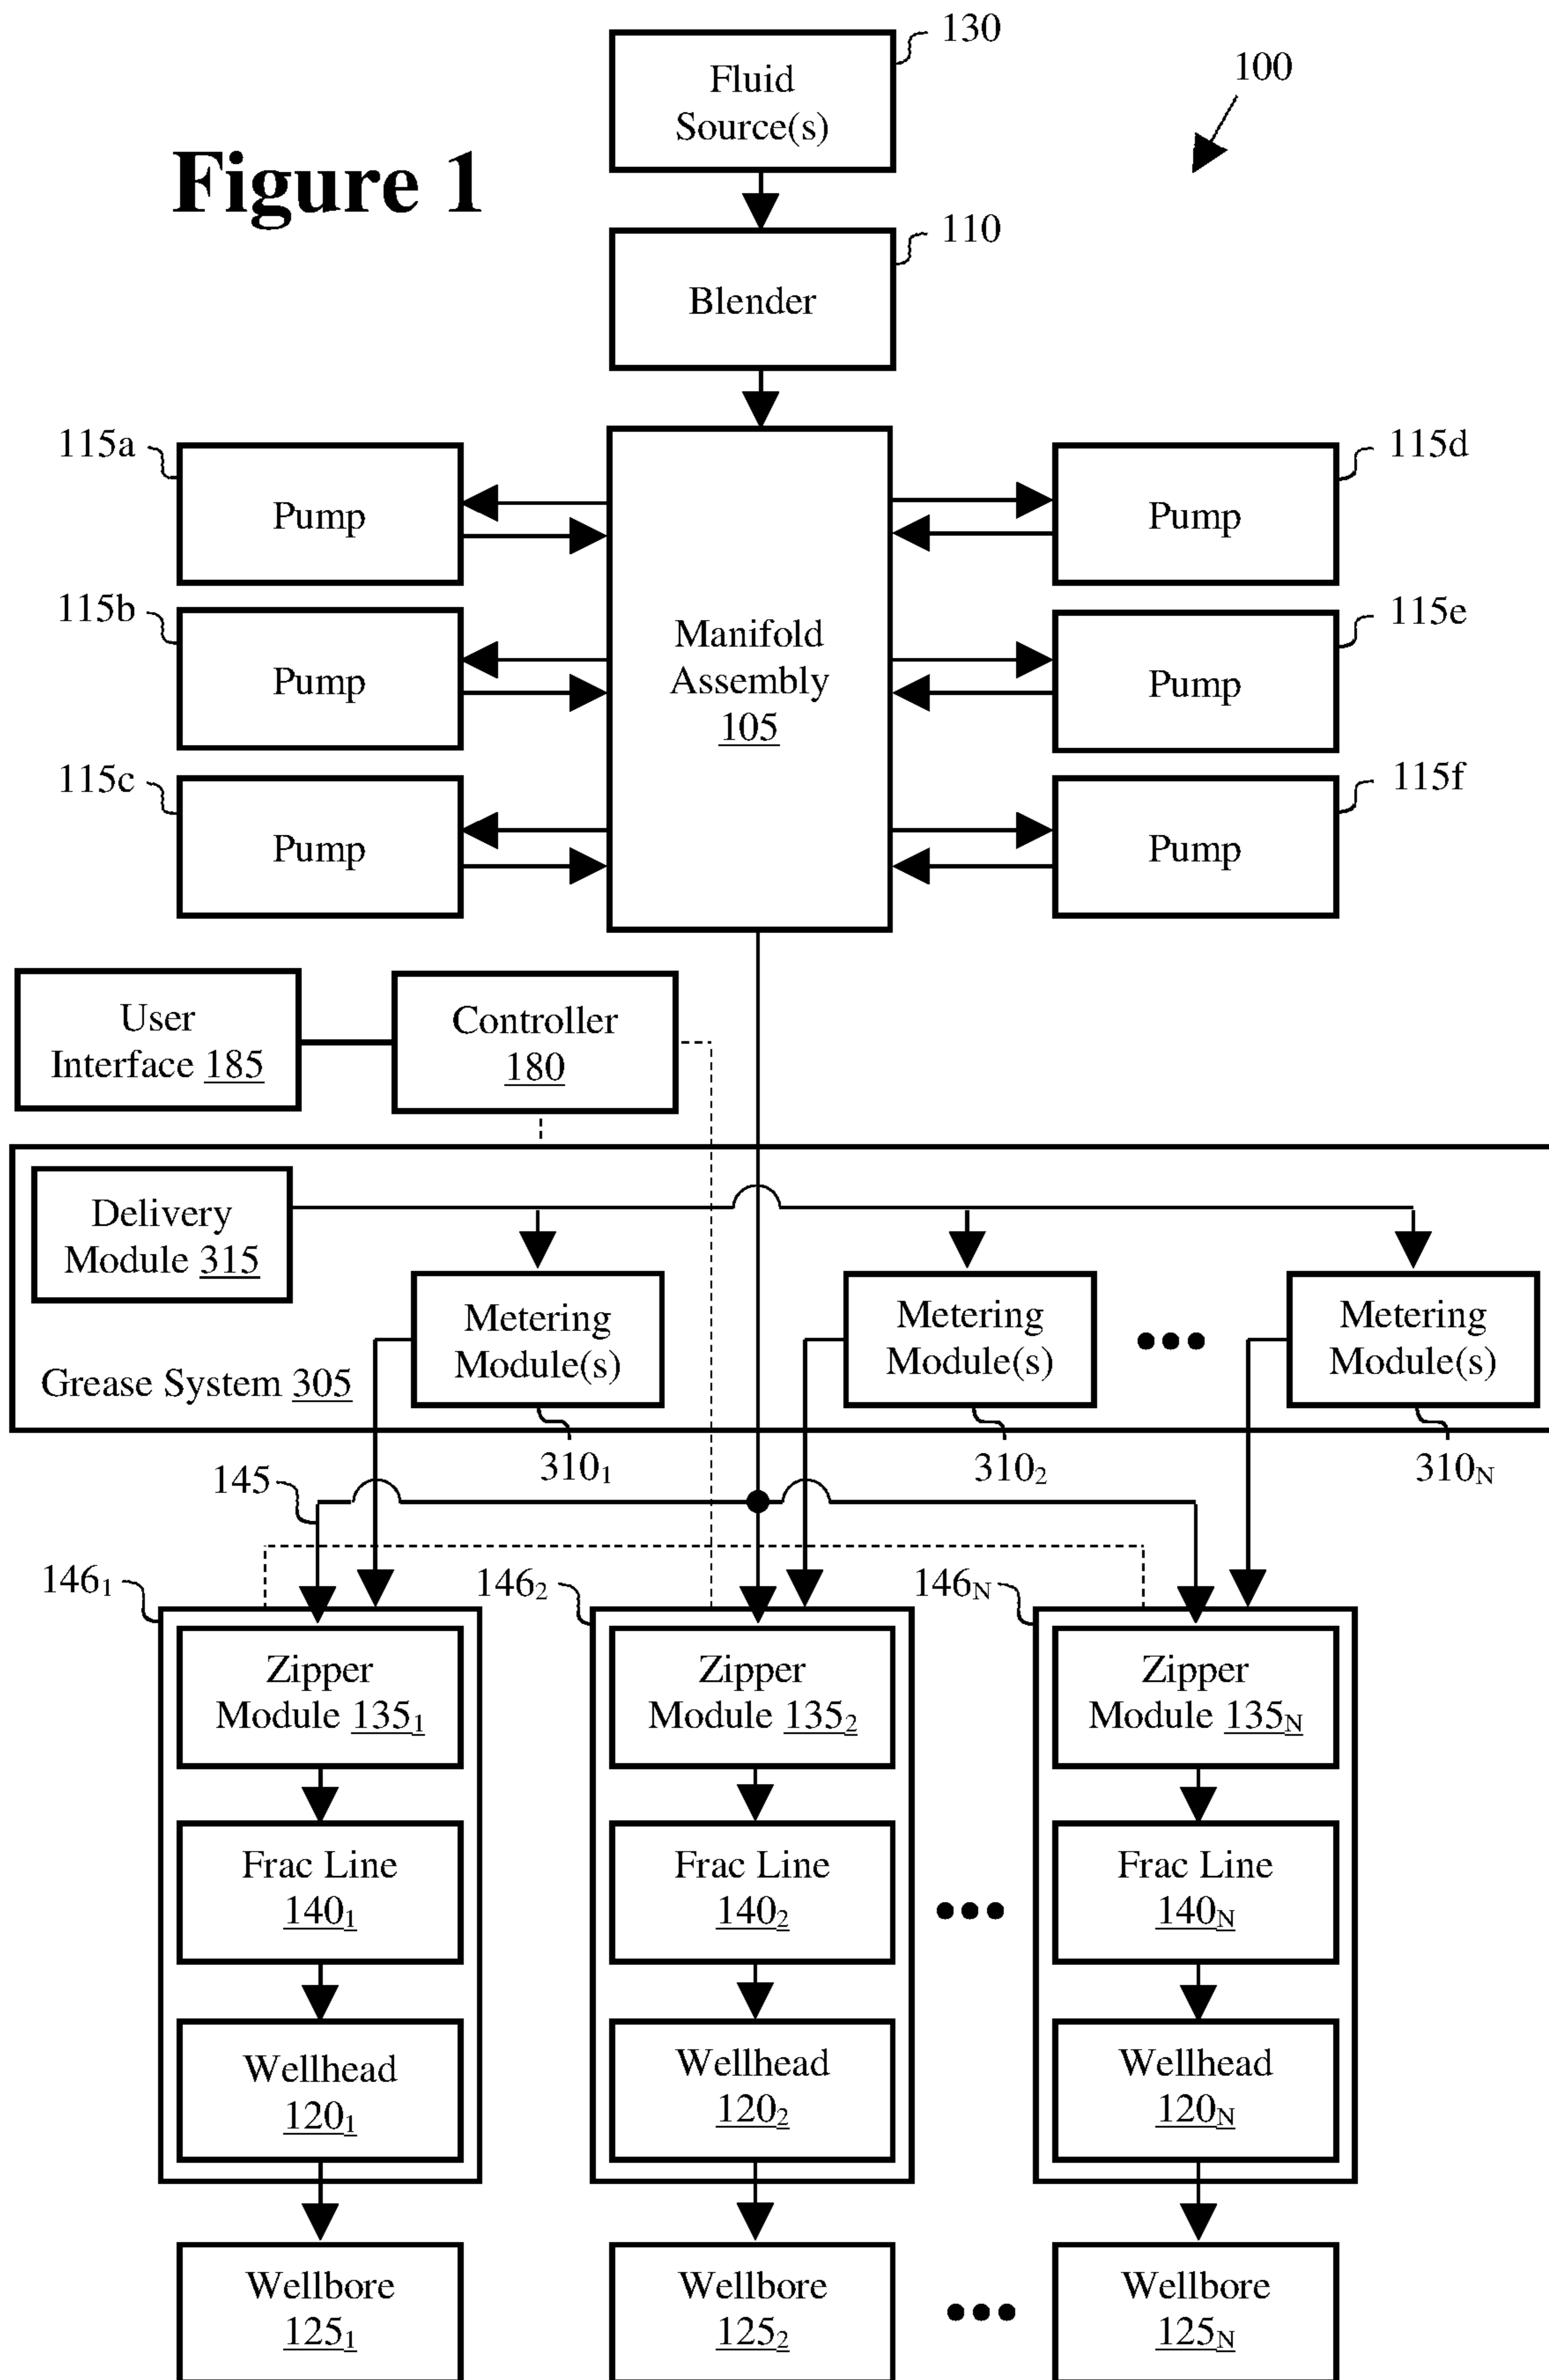 130
Fluid
Source(s)
100
Figure 1
110
Blender
115a
Pump
115d
Pump
115b
Pump
Manifold
Assembly
105
115e
Pump
115c
Pump
115f
Pump
User
Interface 185
Controller
180
Delivery
Module 315
Metering
Module(s)
Metering
Module(s)
Metering
Module(s)
Grease System 305
310₁
310₂
310N
145
146₁
146₂
146N
Zipper
Module 135₁
Zipper
Module 135₂
Zipper
Module 135N
Frac Line
140₁
Frac Line
140₂
Frac Line
140N
Wellhead
120₁
Wellhead
120₂
Wellhead
120N
Wellbore
125₁
Wellbore
125₂
Wellbore
125N